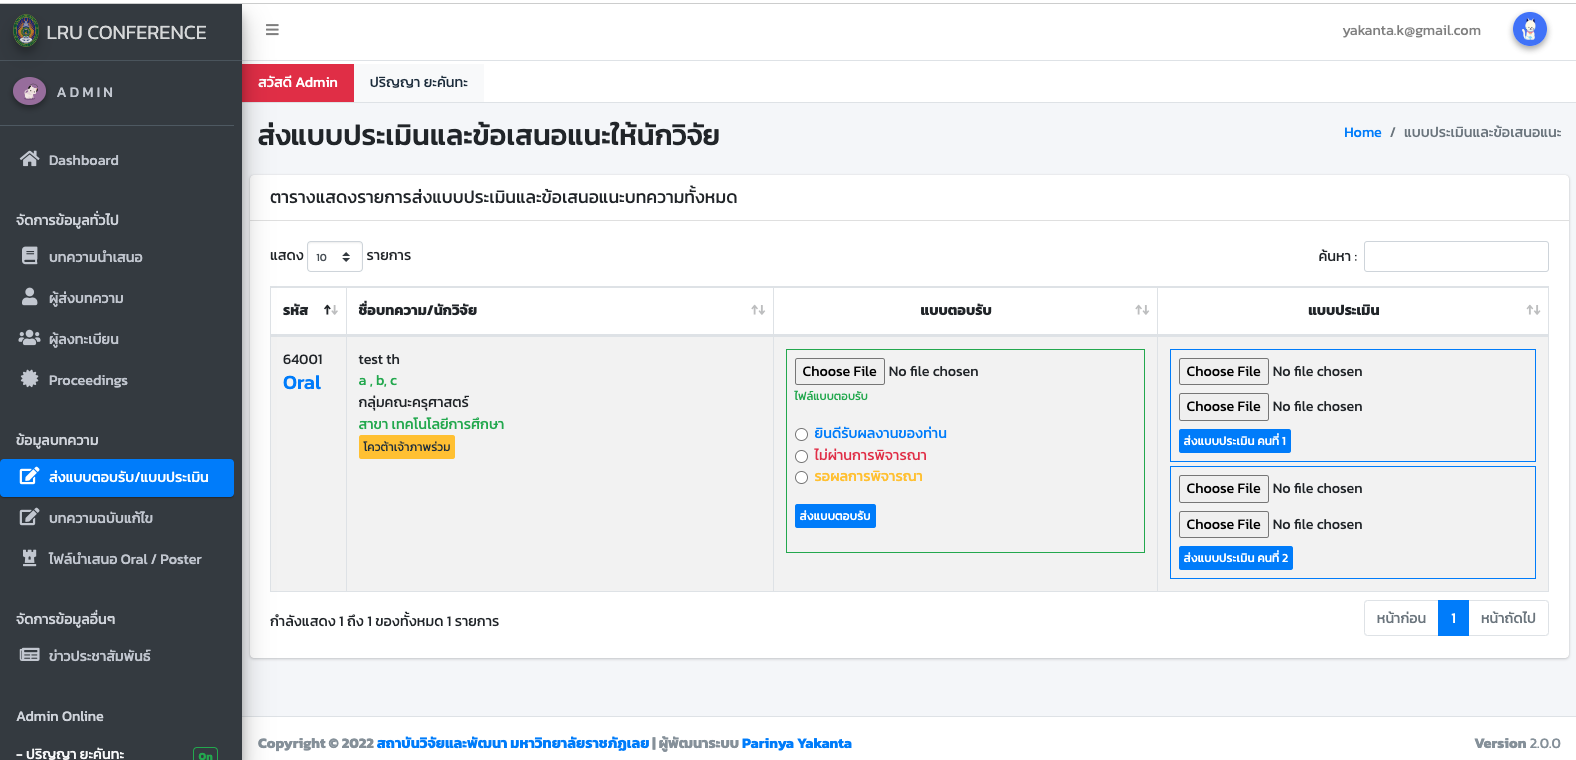 LRU CONFERENCE
ADMIN
Dashboard
จัดการข้อมูลทั่วไป
บทความนำเสนอ
ผู้ส่งบทความ
ผู้ลงทะเบียน
Proceedings
ข้อมูลบทความ
ส่งแบบตอบรับ/แบบประเมิน
บทความฉบับแก้ไข
ไฟล์นำเสนอ Oral / Poster
จัดการข้อมูลอื่นๆ
ข่าวประชาสัมพันธ์
Admin Online
- ปริญญา ยะคันทะ On
yakanta.k@gmail.com
สวัสดี Admin ปริญญา ยะคันทะ
ส่งแบบประเมินและข้อเสนอแนะให้นักวิจัย
Home / แบบประเมินและข้อเสนอแนะ
ตารางแสดงรายการส่งแบบประเมินและข้อเสนอแนะบทความทั้งหมด
แสดง 10 รายการ
ค้นหา :
รหัส ชื่อบทความ/นักวิจัย แบบตอบรับ แบบประเมิน
64001
Oral
test th
a , b, c
กลุ่มคณะครุศาสตร์
สาขา เทคโนโลยีการศึกษา
โควต้าเจ้าภาพร่วม
Choose File No file chosen
ไฟล์แบบตอบรับ
ยินดีรับผลงานของท่าน
ไม่ผ่านการพิจารณา
รอผลการพิจารณา
ส่งแบบตอบรับ
Choose File No file chosen
Choose File No file chosen
ส่งแบบประเมิน คนที่ 1
Choose File No file chosen
Choose File No file chosen
ส่งแบบประเมิน คนที่ 2
กำลังแสดง 1 ถึง 1 ของทั้งหมด 1 รายการ
หน้าก่อน 1 หน้าถัดไป
Copyright © 2022 สถาบันวิจัยและพัฒนา มหาวิทยาลัยราชภัฏเลย | ผู้พัฒนาระบบ Parinya Yakanta
Version 2.0.0